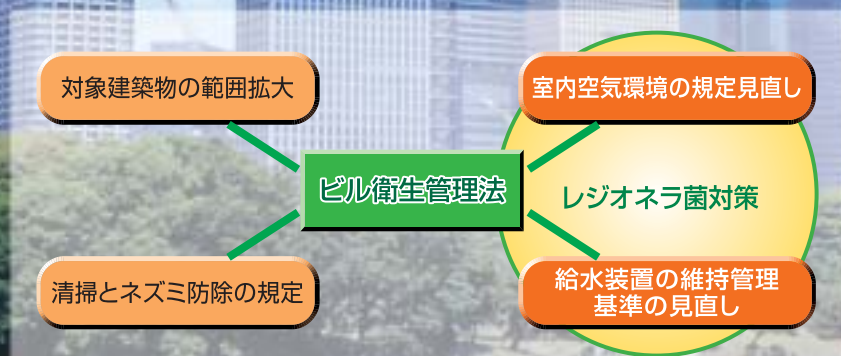 対象建築物の範囲拡大
室内空気環境の規定見直し
ビル衛生管理法
レジオネラ菌対策
清掃とネズミ防除の規定
給水装置の維持管理
基準の見直し